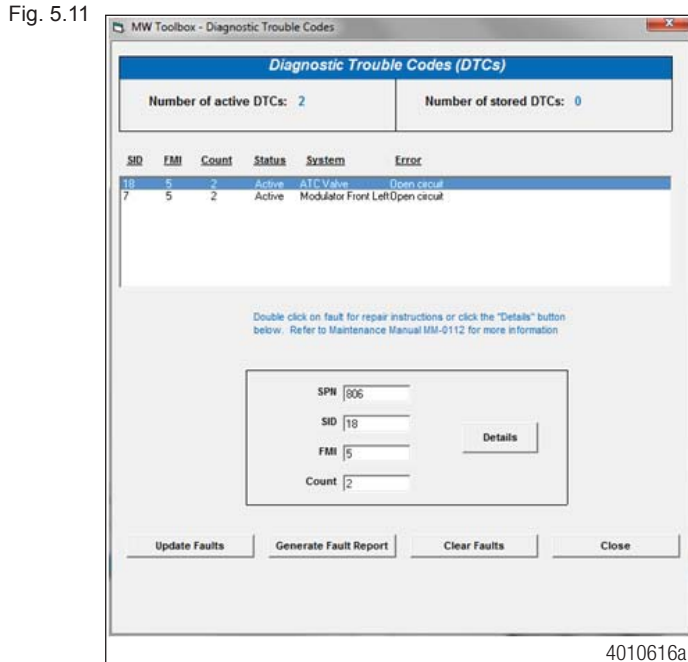 Fig. 5.11
MW Toolbox - Diagnostic Trouble Codes
Diagnostic Trouble Codes (DTCs)
Number of active DTCs: 2 Number of stored DTCs: 0
SID FMI Count Status System Error
18 5 2 Active ATC Valve Open circuit
7 5 2 Active Modulator Front Left Open circuit
Double click on fault for repair instructions or click the "Details" button
below. Refer to Maintenance Manual MM-0112 for more information
SPN 806
SID 18
Details
FMI 5
Count 2
Update Faults Generate Fault Report Clear Faults Close
4010616a